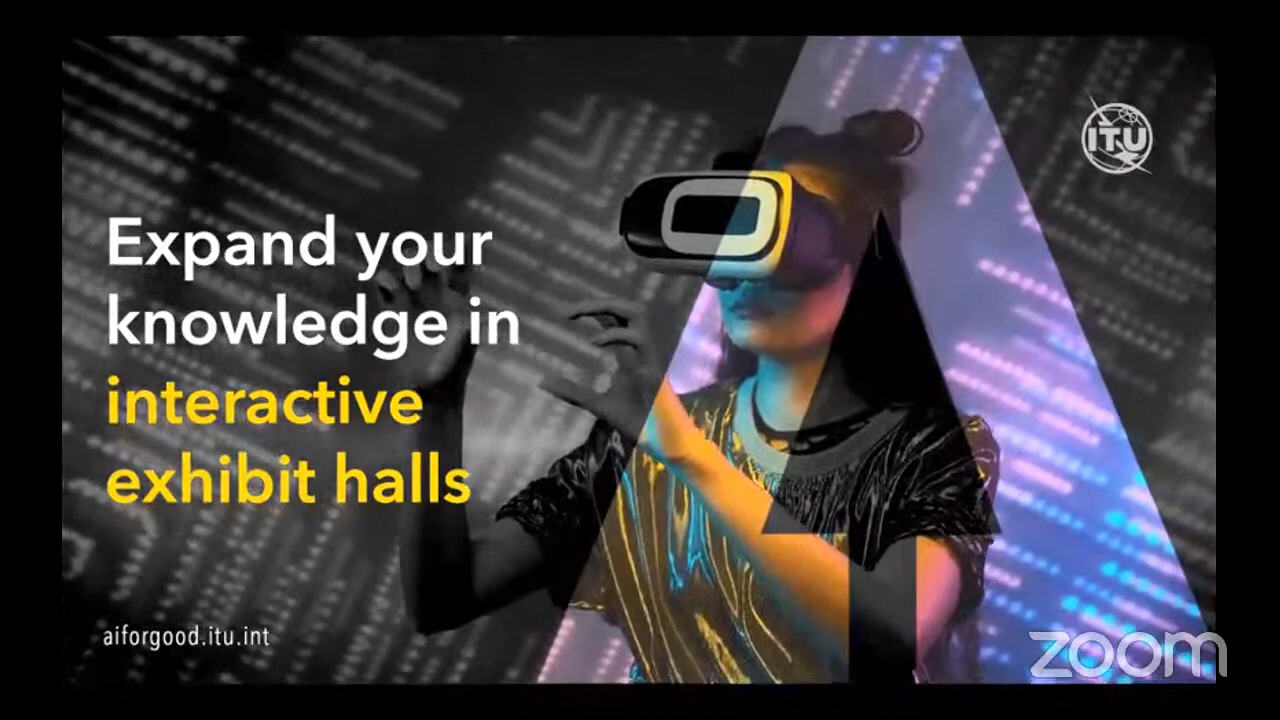 ITU
Expand your
knowledge in
interactive
exhibit halls
aiforgood.itu.int
zoom